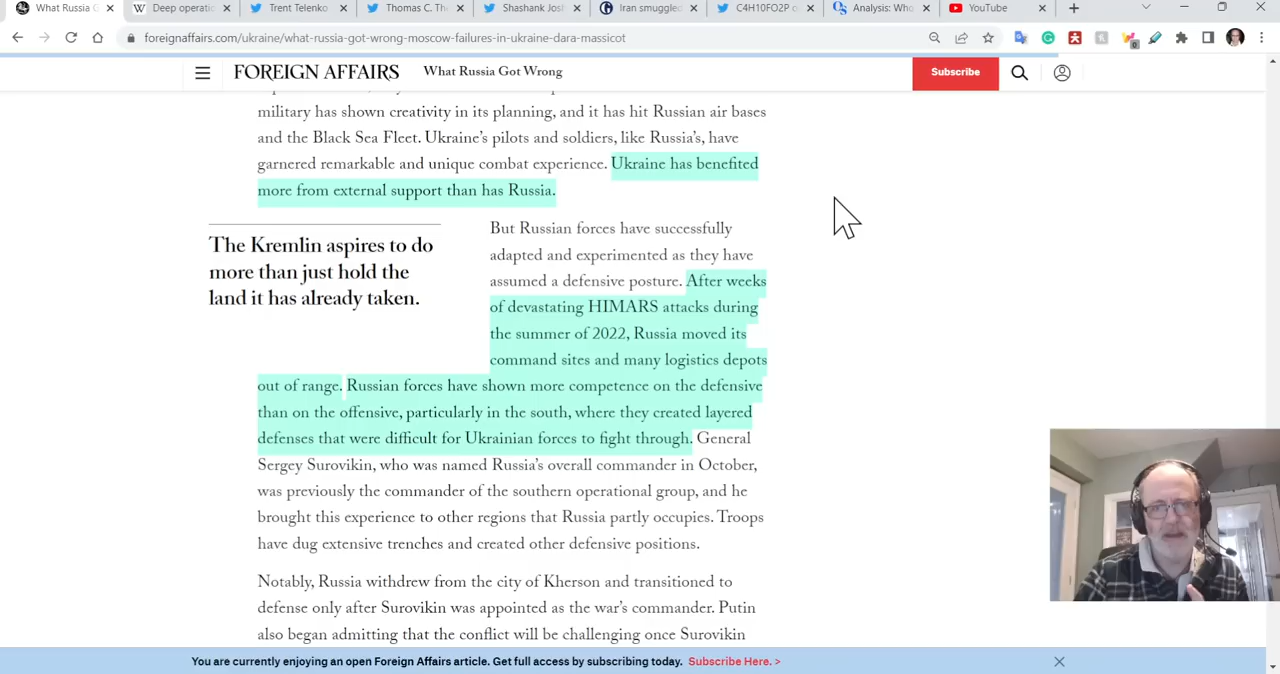 What Russia G
Deep operati
Trent Telenko
Thomas C. Th
Shashank Josh
Iran smuggled
C4H10FO2P o
Analysis: Who
YouTube
foreignaffairs.com/ukraine/what-russia-got-wrong-moscow-failures-in-ukraine-dara-massicot
FOREIGN AFFAIRS
What Russia Got Wrong
Subscribe
military has shown creativity in its planning, and it has hit Russian air bases
and the Black Sea Fleet. Ukraine's pilots and soldiers, like Russia's, have
garnered remarkable and unique combat experience. Ukraine has benefited
more from external support than has Russia.
The Kremlin aspires to do
more than just hold the
land it has already taken.
But Russian forces have successfully
adapted and experimented as they have
assumed a defensive posture. After weeks
of devastating HIMARS attacks during
the summer of 2022, Russia moved its
command sites and many logistics depots
out of range. Russian forces have shown more competence on the defensive
than on the offensive, particularly in the south, where they created layered
defenses that were difficult for Ukrainian forces to fight through. General
Sergey Surovikin, who was named Russia's overall commander in October,
was previously the commander of the southern operational group, and he
brought this experience to other regions that Russia partly occupies. Troops
have dug extensive trenches and created other defensive positions.
Notably, Russia withdrew from the city of Kherson and transitioned to
defense only after Surovikin was appointed as the war's commander. Putin
also began admitting that the conflict will be challenging once Surovikin
You are currently enjoying an open Foreign Affairs article. Get full access by subscribing today. Subscribe Here. >